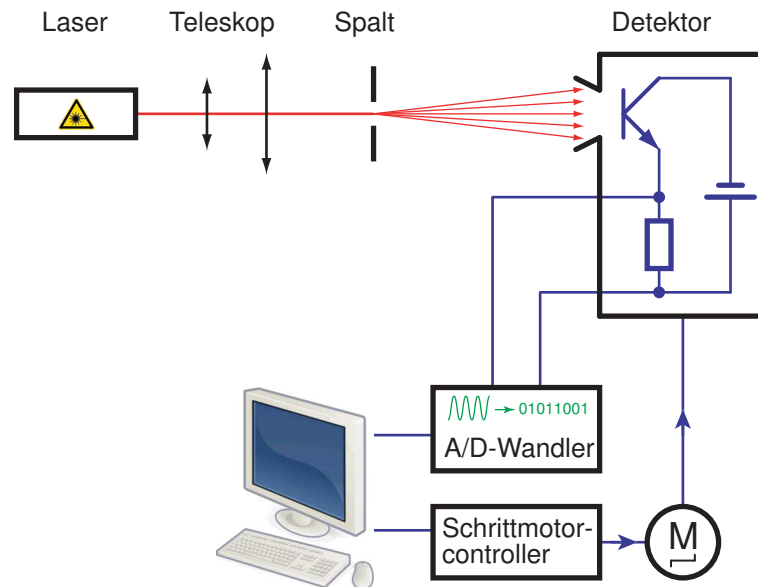 Laser
Teleskop
Spalt
Detektor
01011001
A/D-Wandler
Schrittmotor-
controller
M